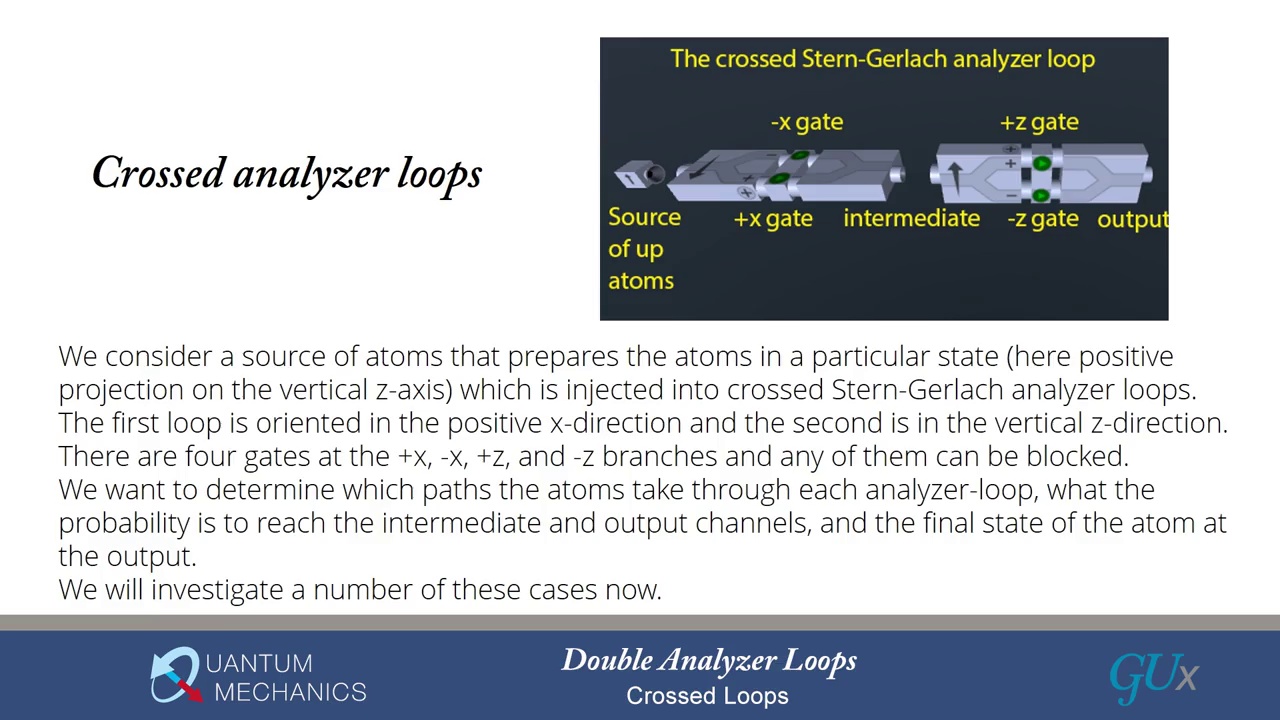 Crossed analyzer loops
The crossed Stern-Gerlach analyzer loop
-x gate
+z gate
Source
of up
atoms
+x gate
intermediate
-z gate
output
We consider a source of atoms that prepares the atoms in a particular state (here positive
projection on the vertical z-axis) which is injected into crossed Stern-Gerlach analyzer loops.
The first loop is oriented in the positive x-direction and the second is in the vertical z-direction.
There are four gates at the +x, -x, +z, and -z branches and any of them can be blocked.
We want to determine which paths the atoms take through each analyzer-loop, what the
probability is to reach the intermediate and output channels, and the final state of the atom at
the output.
We will investigate a number of these cases now.
QUANTUM
MECHANICS
Double Analyzer Loops
Crossed Loops
GUx